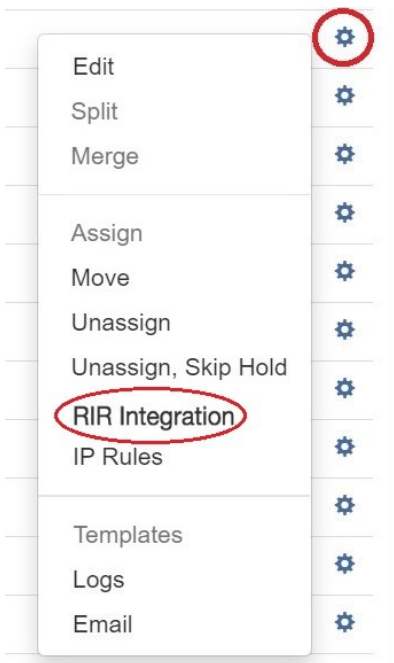 Edit
Split
Merge
Assign
Move
Unassign
Unassign, Skip Hold
RIR Integration
IP Rules
Templates
Logs
Email